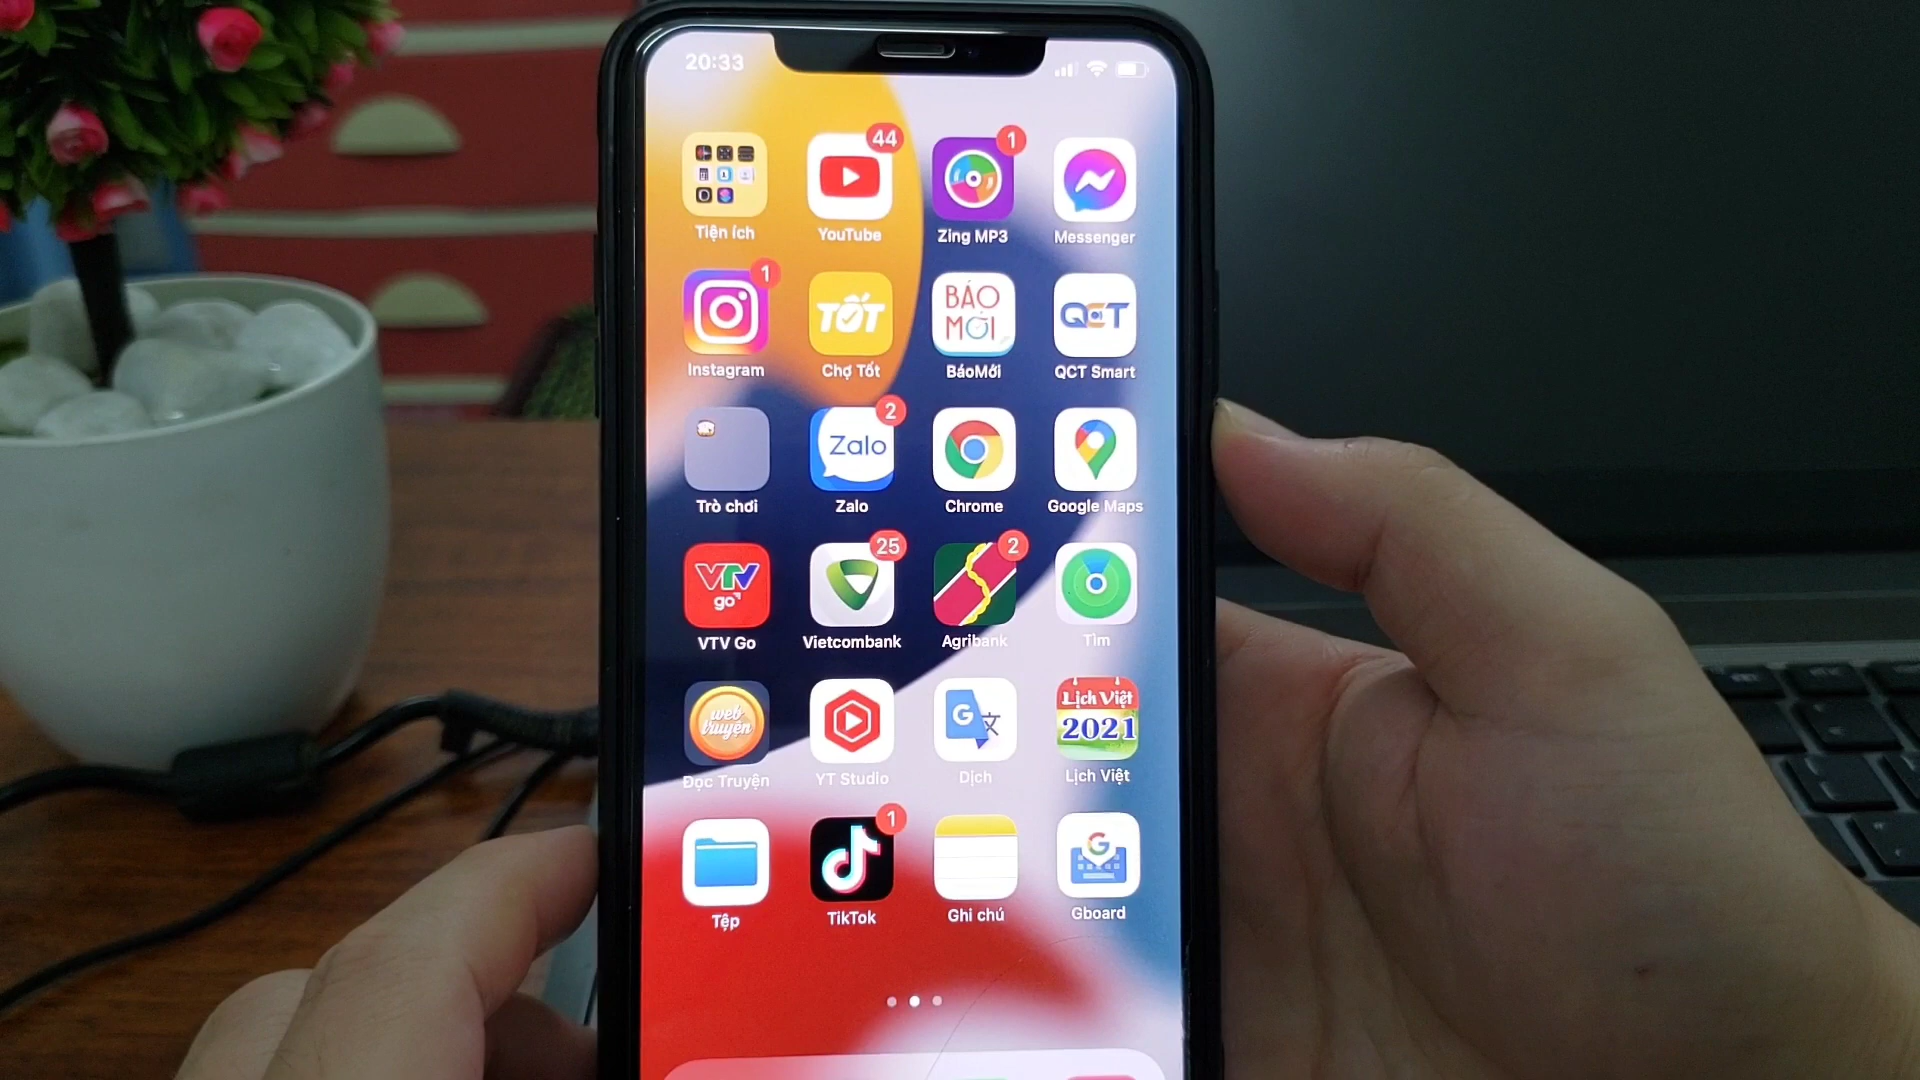 20:33
44
1
Tiện ích
YouTube
Zing MP3
Messenger
1
TỐT
BÁO
MỚI
QCT
Instagram
Chợ Tốt
BáoMới
QCT Smart
2
Zalo
Trò chơi
Zalo
Chrome
Google Maps
25
2
VTV
go
VTV Go
Vietcombank
Agribank
Tìm
web
truyện
G
文
Lịch Việt
2021
Đọc Truyện
YT Studio
Dịch
Lịch Việt
1
G
Tệp
TikTok
Ghi chú
Gboard